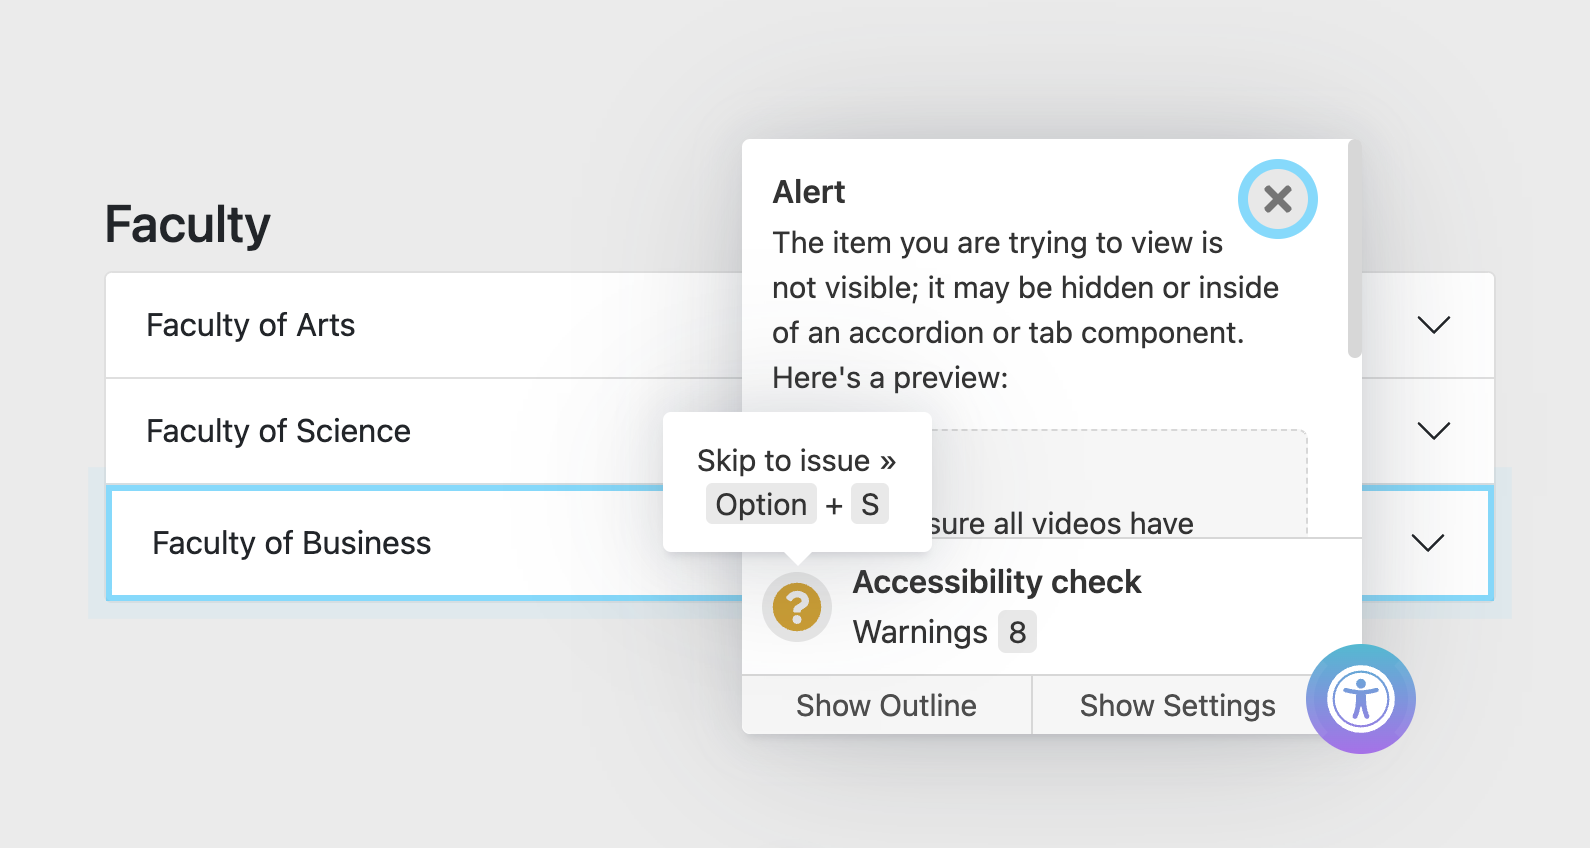 Faculty
Faculty of Arts
Faculty of Science
Faculty of Business
Alert
The item you are trying to view is
not visible; it may be hidden or inside
of an accordion or tab component.
Here's a preview:
sure all videos have
Skip to issue »
Option + S
?
Accessibility check
Warnings 8
Show Outline
Show Settings